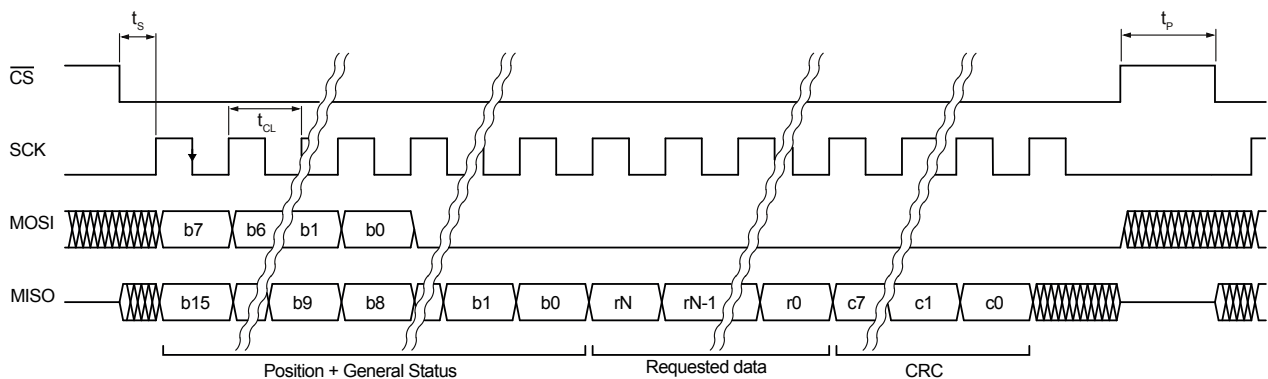 tS
tP
CS
tCL
SCK
MOSI
b7 b6 b1 b0
MISO
b15 b9 b8 b1 b0 rN rN-1 r0 c7 c1 c0
Position + General Status Requested data CRC